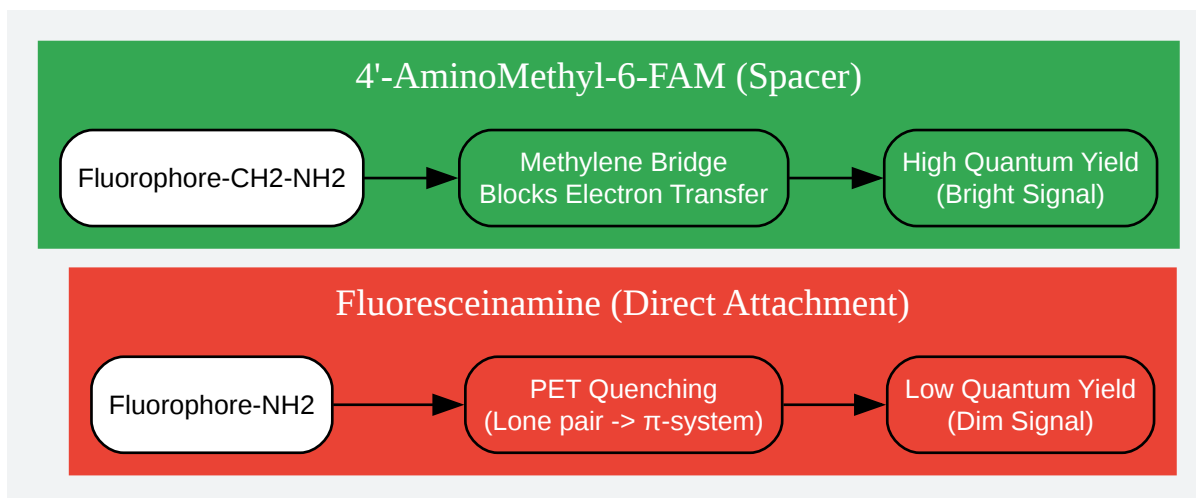 4'-AminoMethyl-6-FAM (Spacer)
Fluorophore-CH2-NH2
Methylene Bridge
Blocks Electron Transfer
High Quantum Yield
(Bright Signal)
Fluoresceinamine (Direct Attachment)
Fluorophore-NH2
PET Quenching
(Lone pair -> π-system)
Low Quantum Yield
(Dim Signal)